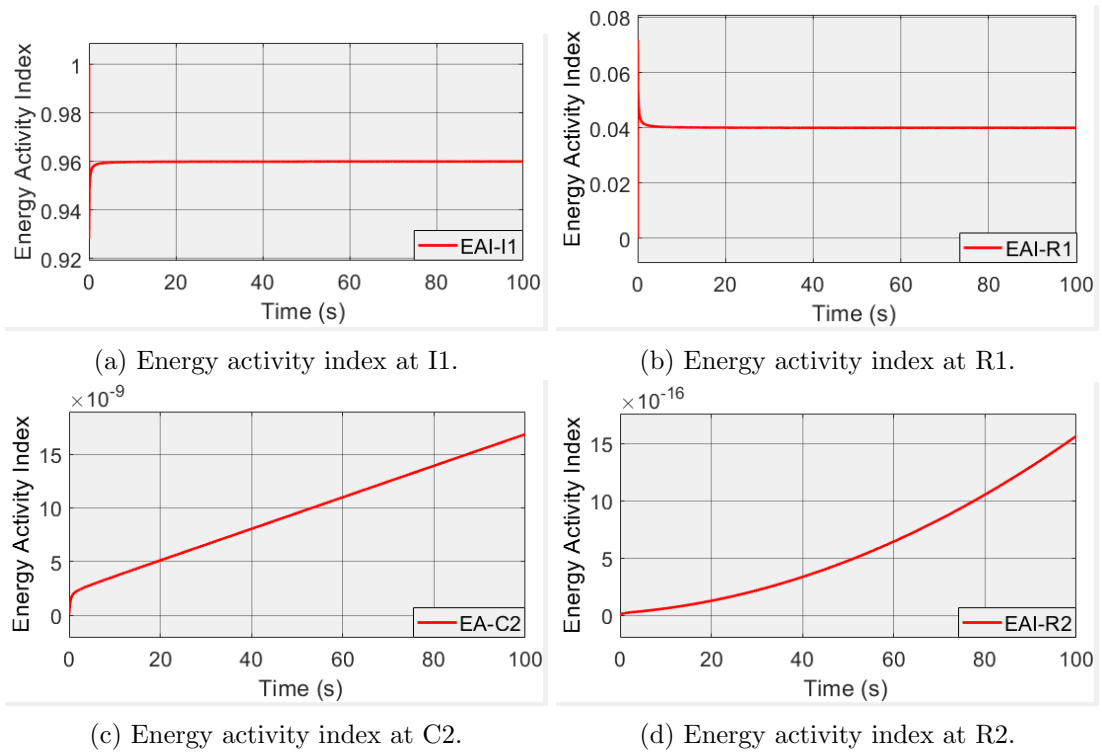 Energy Activity Index
1
0.98
0.96
0.94
0.92
0 20 40 60 80 100
Time (s)
EAI-I1
(a) Energy activity index at I1.
Energy Activity Index
0.08
0.06
0.04
0.02
0
0 20 40 60 80 100
Time (s)
EAI-R1
(b) Energy activity index at R1.
×10⁻⁹
Energy Activity Index
15
10
5
0
0 20 40 60 80 100
Time (s)
EA-C2
(c) Energy activity index at C2.
×10⁻¹⁶
Energy Activity Index
15
10
5
0
0 20 40 60 80 100
Time (s)
EAI-R2
(d) Energy activity index at R2.